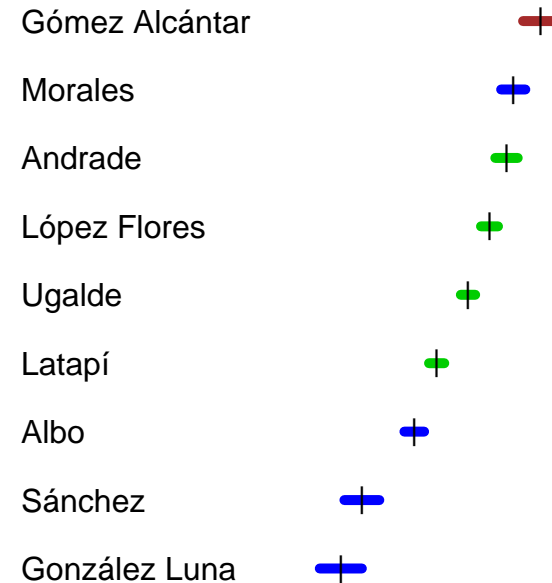 Gómez Alcántar
Morales
Andrade
López Flores
Ugalde
Latapí
Albo
Sánchez
González Luna